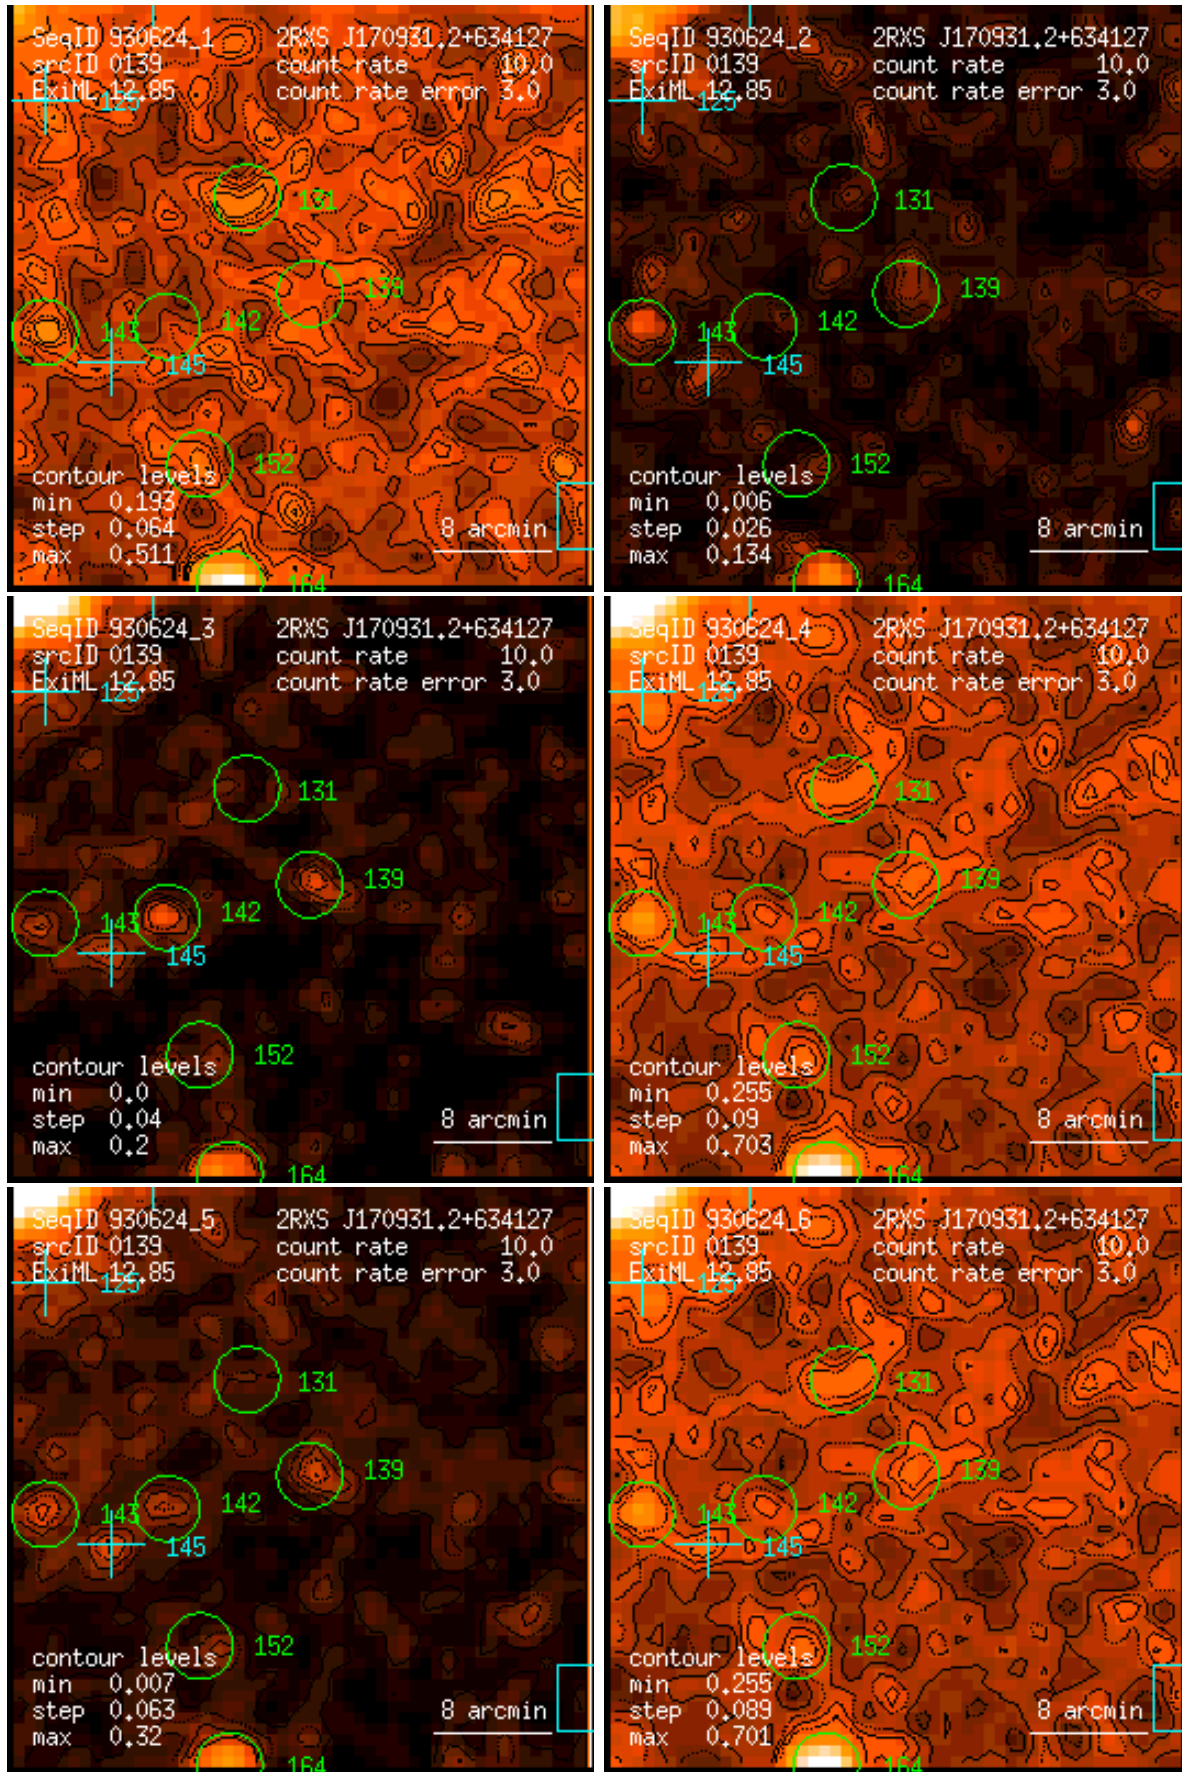 SeqID 930624_1 2RXS J170931.2+634127
srcID 0139 count rate 10.0
ExiML 12.85 count rate error 3.0
125
131
139
143 142
145
152
contour levels
min 0.193
step 0.064 8 arcmin
max 0.511
164
SeqID 930624_2 2RXS J170931.2+634127
srcID 0139 count rate 10.0
ExiML 12.85 count rate error 3.0
125
131
139
143 142
145
152
contour levels
min 0.006
step 0.026 8 arcmin
max 0.134
164
SeqID 930624_3 2RXS J170931.2+634127
srcID 0139 count rate 10.0
ExiML 12.85 count rate error 3.0
125
131
139
143 142
145
152
contour levels
min 0.0
step 0.04 8 arcmin
max 0.2
164
SeqID 930624_4 2RXS J170931.2+634127
srcID 0139 count rate 10.0
ExiML 12.85 count rate error 3.0
125
131
139
143 142
145
152
contour levels
min 0.255
step 0.09 8 arcmin
max 0.703
164
SeqID 930624_5 2RXS J170931.2+634127
srcID 0139 count rate 10.0
ExiML 12.85 count rate error 3.0
125
131
139
143 142
145
152
contour levels
min 0.007
step 0.063 8 arcmin
max 0.32
164
SeqID 930624_6 2RXS J170931.2+634127
srcID 0139 count rate 10.0
ExiML 12.85 count rate error 3.0
125
131
139
143 142
145
152
contour levels
min 0.255
step 0.089 8 arcmin
max 0.701
164